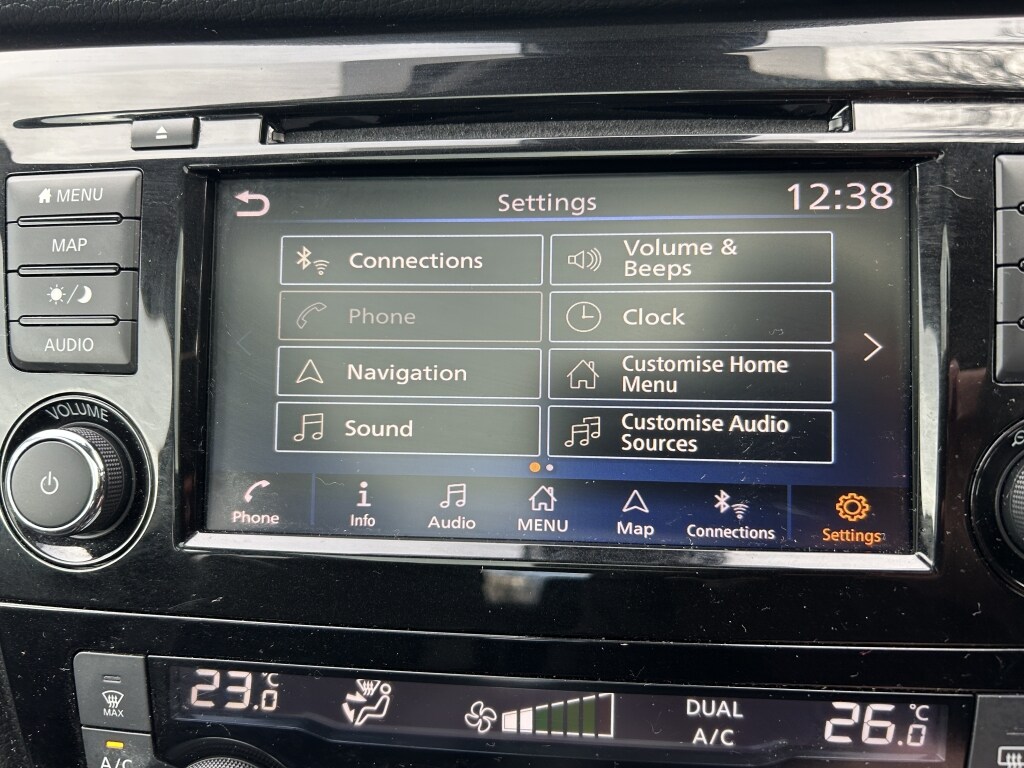 MENU
MAP
AUDIO
VOLUME
Settings
12:38
Connections
Volume &
Beeps
Phone
Clock
Navigation
Customise Home
Menu
Sound
Customise Audio
Sources
Phone
Info
Audio
MENU
Map
Connections
Settings
MAX
A/C
23.0°C
DUAL
A/C
26.0°C